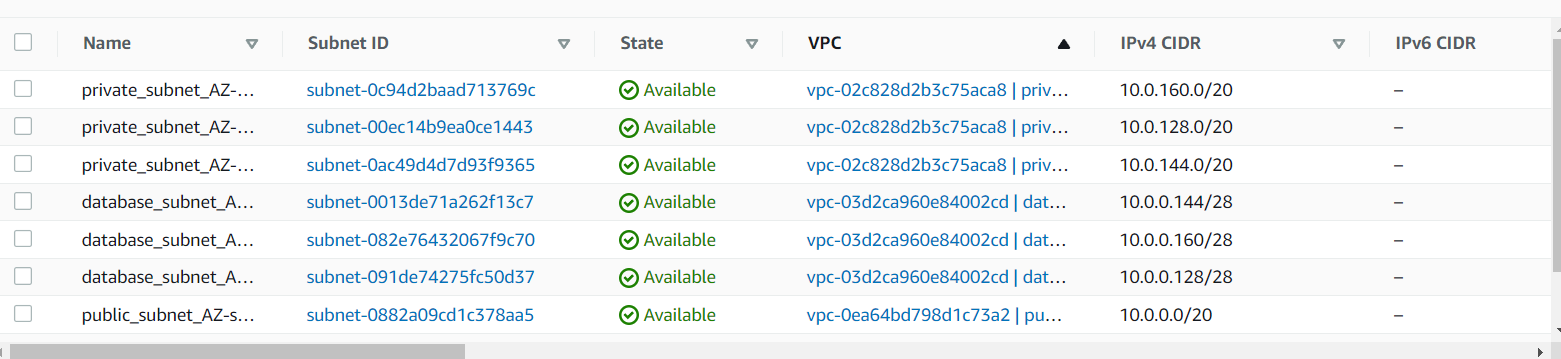 Name Subnet ID State VPC IPv4 CIDR IPv6 CIDR
private_subnet_AZ-... subnet-0c94d2baad713769c Available vpc-02c828d2b3c75aca8 | priv... 10.0.160.0/20 –
private_subnet_AZ-... subnet-00ec14b9ea0ce1443 Available vpc-02c828d2b3c75aca8 | priv... 10.0.128.0/20 –
private_subnet_AZ-... subnet-0ac49d4d7d93f9365 Available vpc-02c828d2b3c75aca8 | priv... 10.0.144.0/20 –
database_subnet_A... subnet-0013de71a262f13c7 Available vpc-03d2ca960e84002cd | dat... 10.0.0.144/28 –
database_subnet_A... subnet-082e76432067f9c70 Available vpc-03d2ca960e84002cd | dat... 10.0.0.160/28 –
database_subnet_A... subnet-091de74275fc50d37 Available vpc-03d2ca960e84002cd | dat... 10.0.0.128/28 –
public_subnet_AZ-s... subnet-0882a09cd1c378aa5 Available vpc-0ea64bd798d1c73a2 | pu... 10.0.0.0/20 –